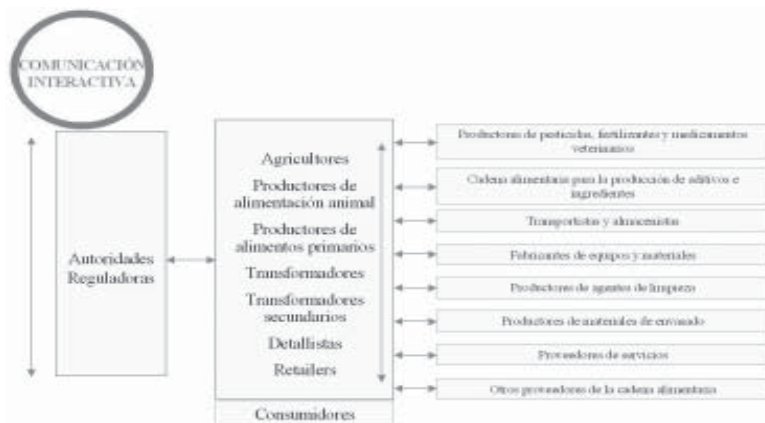 COMUNICACIÓN
INTERACTIVA
Autoridades
Reguladoras
Agricultores
Productores de
alimentación animal
Productores de
alimentos primarios
Transformadores
Transformadores
secundarios
Detallistas
Retailers
Consumidores
Productores de pesticidas, fertilizantes y medicamentos
veterinarios
Cadena alimentaria para la producción de aditivos e
ingredientes
Transportistas y almacenistas
Fabricantes de equipos y materiales
Productores de agentes de limpieza
Productores de materiales de envasado
Proveedores de servicios
Otros proveedores de la cadena alimentaria